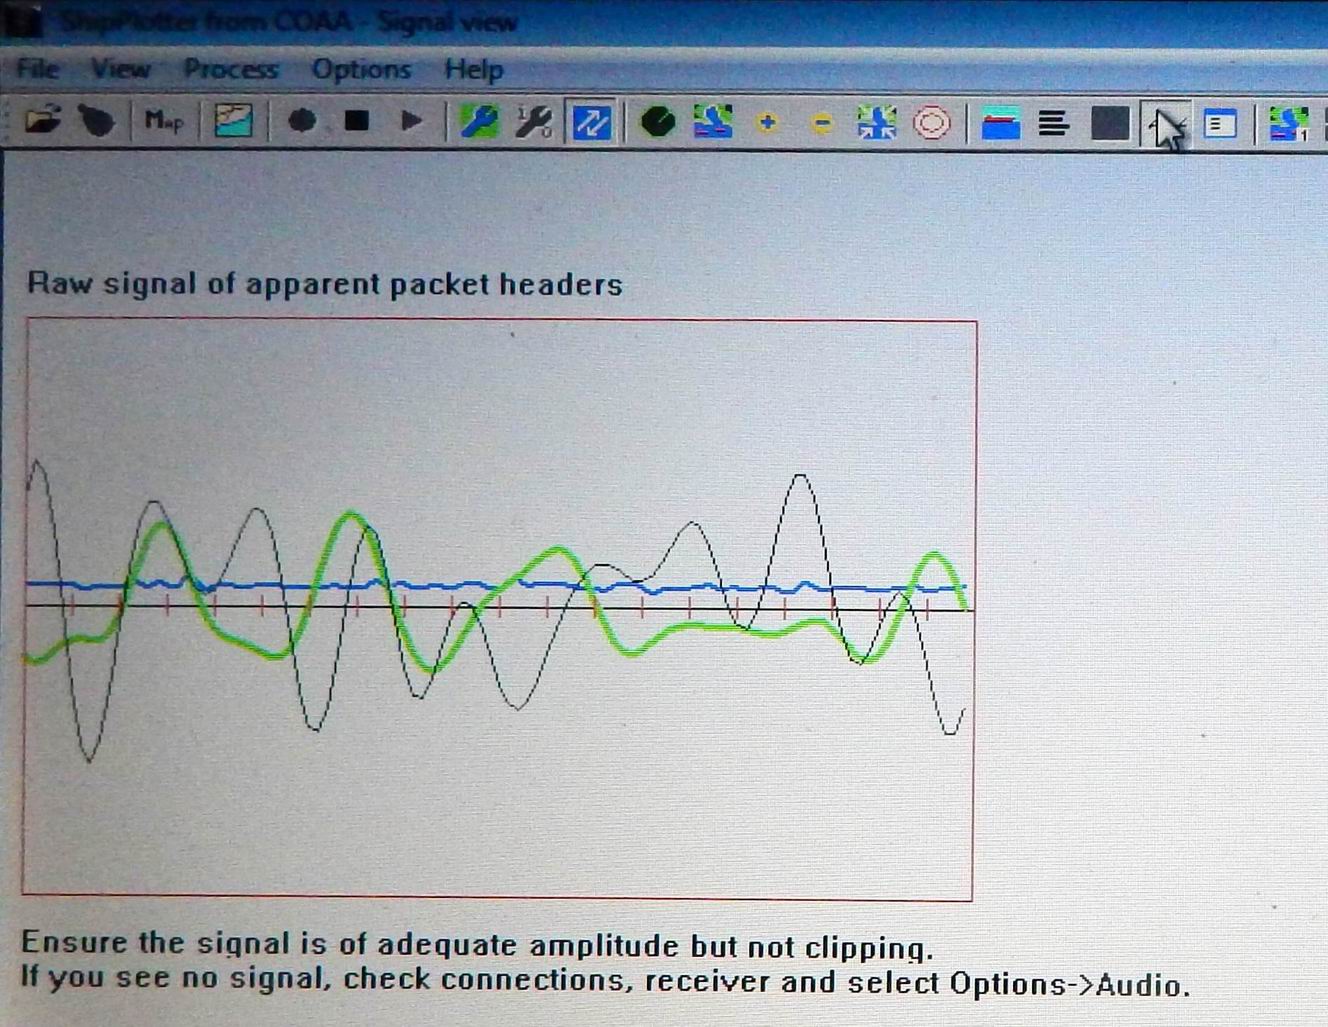 ShipPlotter from COAA - Signal view
File View Process Options Help
Map
Raw signal of apparent packet headers
Ensure the signal is of adequate amplitude but not clipping.
If you see no signal, check connections, receiver and select Options->Audio.